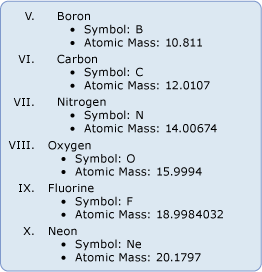 V. Boron
• Symbol: B
• Atomic Mass: 10.811
VI. Carbon
• Symbol: C
• Atomic Mass: 12.0107
VII. Nitrogen
• Symbol: N
• Atomic Mass: 14.00674
VIII. Oxygen
• Symbol: O
• Atomic Mass: 15.9994
IX. Fluorine
• Symbol: F
• Atomic Mass: 18.9984032
X. Neon
• Symbol: Ne
• Atomic Mass: 20.1797